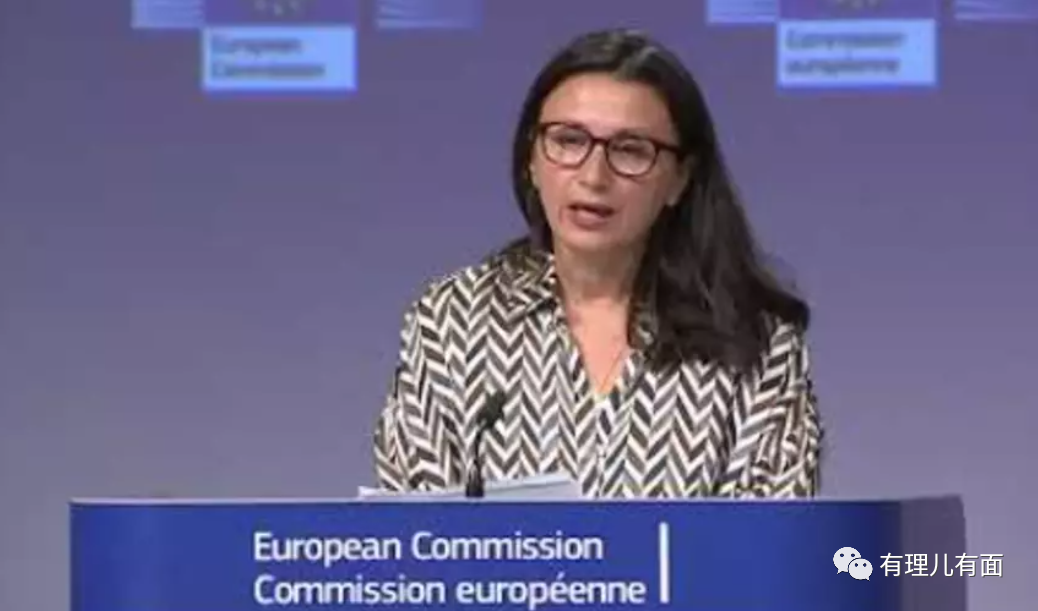 European
Commission
Commission
européenne
European Commission
Commission européenne
有理儿有面